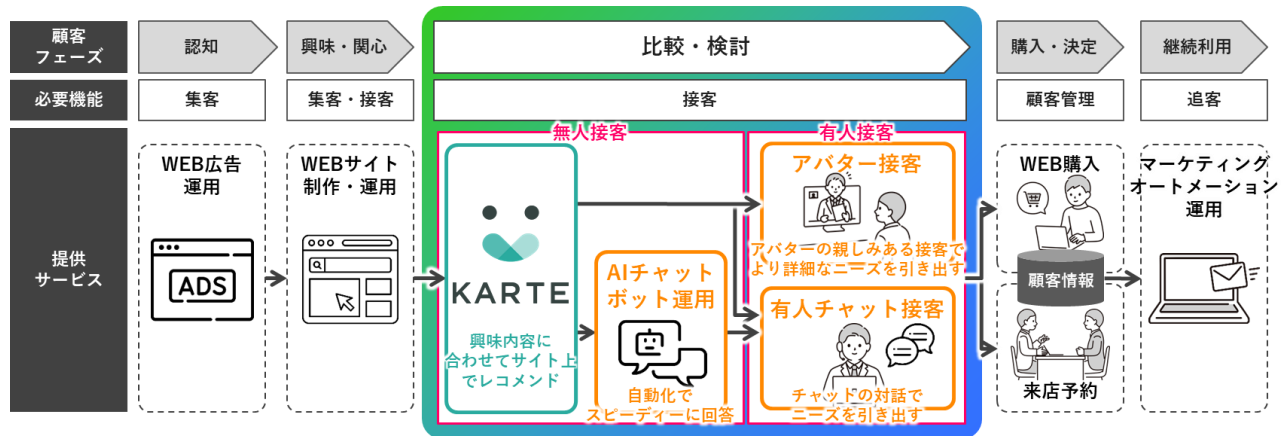 顧客
フェーズ
認知
興味・関心
比較・検討
購入・決定
継続利用
必要機能
集客
集客・接客
接客
顧客管理
追客
提供
サービス
無人接客
有人接客
WEB広告
運用
ADS
WEBサイト
制作・運用
KARTE
興味内容に
合わせてサイト上
でレコメンド
AIチャット
ボット運用
自動化で
スピーディーに回答
アバター接客
アバターの親しみある接客で
より詳細なニーズを引き出す
有人チャット接客
チャッドの対話で
ニーズを引き出す
WEB購入
顧客情報
来店予約
マーケティング
オートメーション
運用